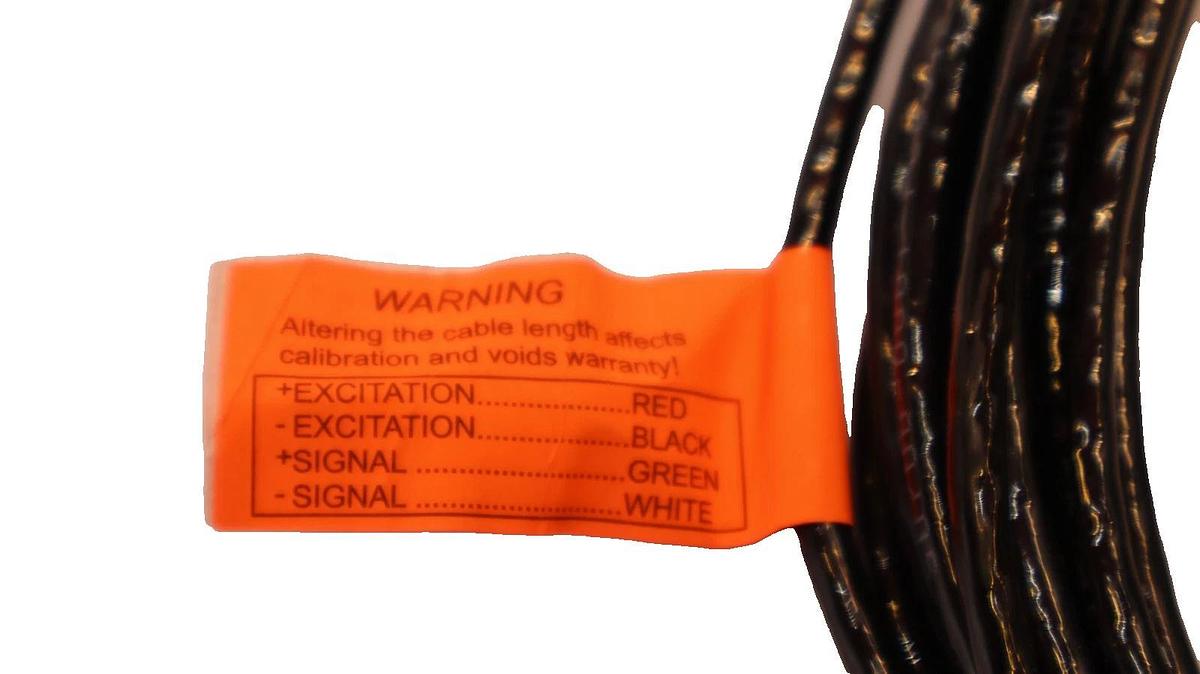 WARNING
Altering the cable length affects
calibration and voids warranty!
+EXCITATION....................RED
- EXCITATION....................BLACK
+SIGNAL ...........................GREEN
- SIGNAL ...........................WHITE